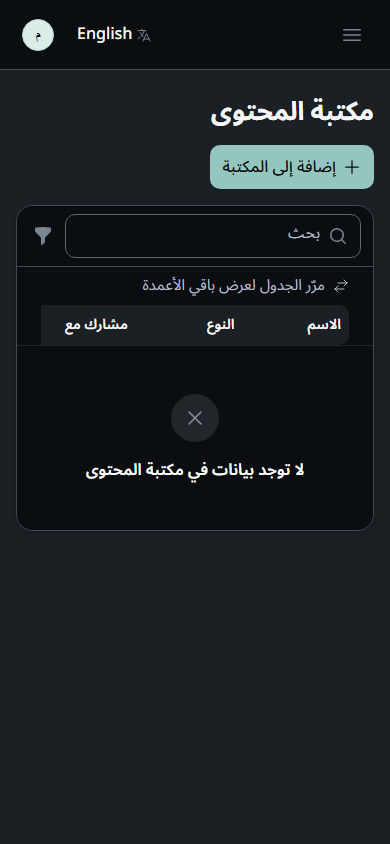 English
م
مكتبة المحتوى
إضافة إلى المكتبة
بحث
مرّر الجدول لعرض باقي الأعمدة
الاسم النوع مشارك مع
لا توجد بيانات في مكتبة المحتوى